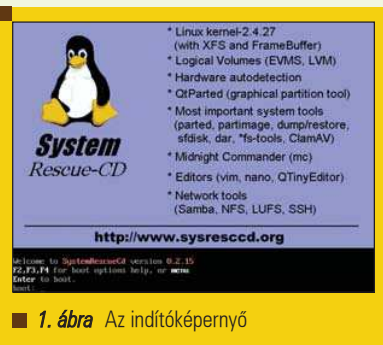 System
Rescue-CD
* Linux kernel-2.4.27
(with XFS and FrameBuffer)
* Logical Volumes (EVMS, LVM)
* Hardware autodetection
* QtParted (graphical partition tool)
* Most important system tools
(parted, partimage, dump/restore,
sfdisk, dar, *fs-tools, ClamAV)
* Midnight Commander (mc)
* Editors (vim, nano, QTinyEditor)
* Network tools
(Samba, NFS, LUFS, SSH)
http://www.sysresccd.org
Welcome to SystemRescueCd version 0.2.15
F2,F3,F4 for boot options help, or menu
Enter to boot.
boot: _
1. ábra Az indítóképernyő